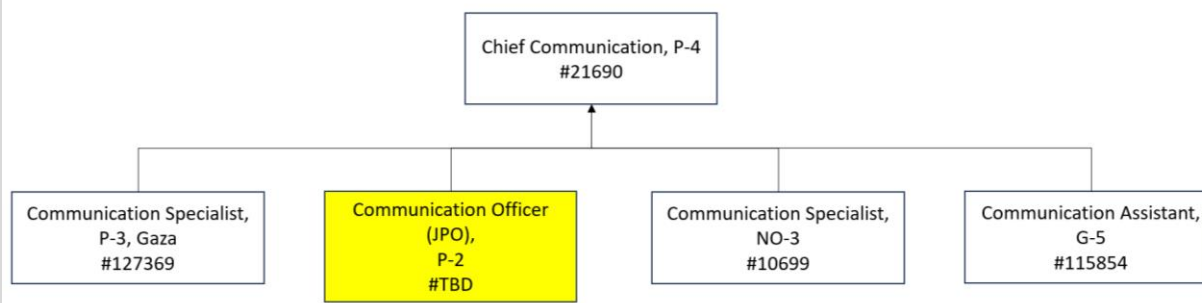 Chief Communication, P-4
#21690
Communication Specialist,
P-3, Gaza
#127369
Communication Officer
(JPO),
P-2
#TBD
Communication Specialist,
NO-3
#10699
Communication Assistant,
G-5
#115854